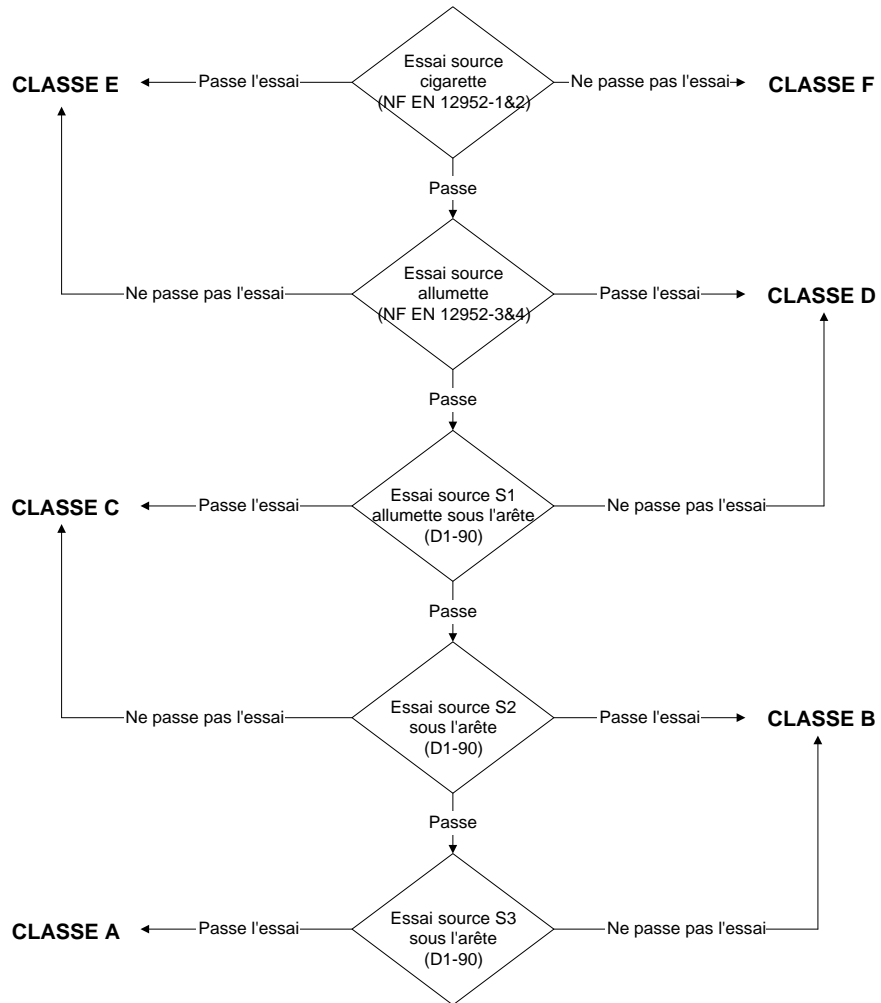 Essai source
cigarette
(NF EN 12952-1&2)
CLASSE E
Passe l'essai
Ne passe pas l'essai
CLASSE F
Passe
Essai source
allumette
(NF EN 12952-3&4)
Ne passe pas l'essai
Passe l'essai
CLASSE D
Passe
Essai source S1
allumette sous l'arête
(D1-90)
CLASSE C
Passe l'essai
Ne passe pas l'essai
Passe
Essai source S2
sous l'arête
(D1-90)
Ne passe pas l'essai
Passe l'essai
CLASSE B
Passe
Essai source S3
sous l'arête
(D1-90)
CLASSE A
Passe l'essai
Ne passe pas l'essai